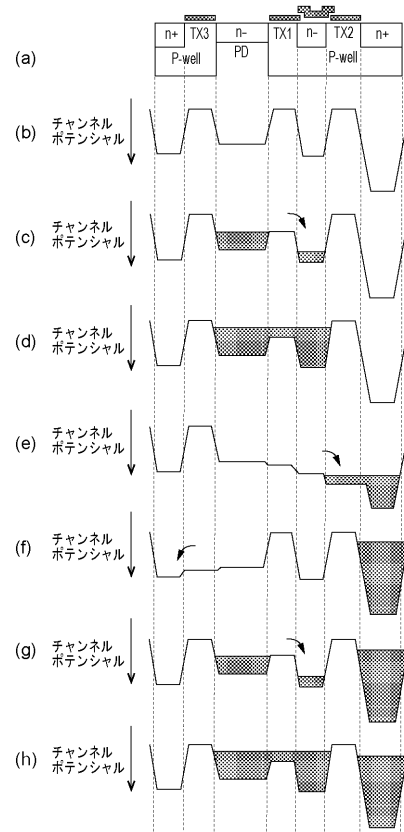 n+ TX3 n- TX1 n- TX2 n+
(a) P-well PD P-well
(b) チャンネル
ポテンシャル
(c) チャンネル
ポテンシャル
(d) チャンネル
ポテンシャル
(e) チャンネル
ポテンシャル
(f) チャンネル
ポテンシャル
(g) チャンネル
ポテンシャル
(h) チャンネル
ポテンシャル